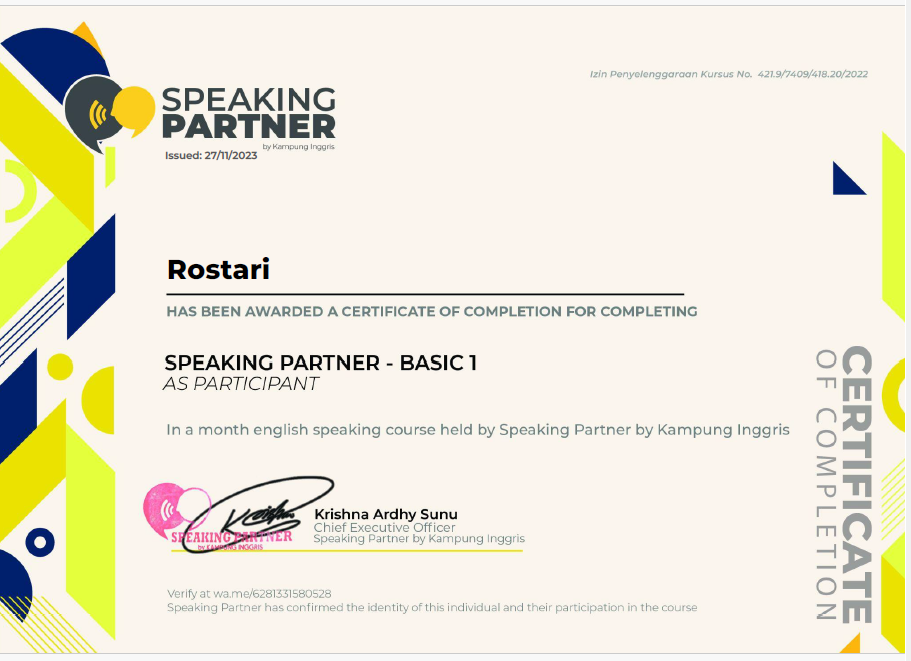 Izin Penyelenggaraan Kursus No. 421.9/7409/418.20/2022
SPEAKING
PARTNER
by Kampung Inggris
Issued: 27/11/2023
Rostari
HAS BEEN AWARDED A CERTIFICATE OF COMPLETION FOR COMPLETING
SPEAKING PARTNER - BASIC 1
AS PARTICIPANT
In a month english speaking course held by Speaking Partner by Kampung Inggris
SPEAKING PARTNER
by KAMPUNG INGGRIS
Krishna Ardhy Sunu
Chief Executive Officer
Speaking Partner by Kampung Inggris
Verify at wa.me/6281331580528
Speaking Partner has confirmed the identity of this individual and their participation in the course
CERTIFICATE
OF COMPLETION